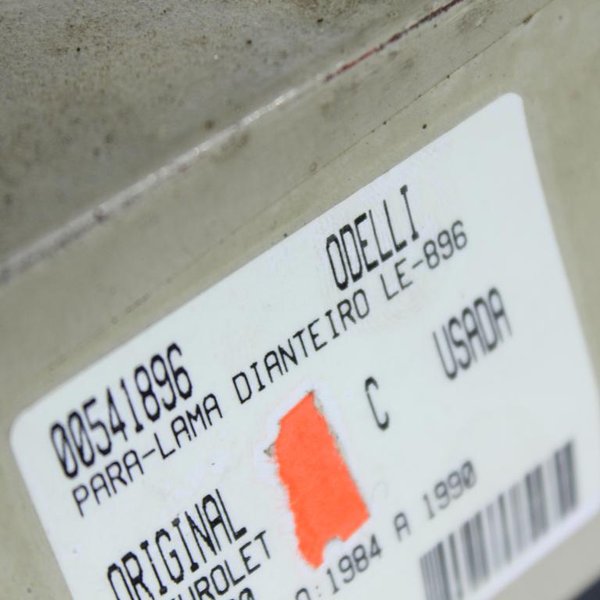 ODELLI
00541896
PARA-LAMA DIANTEIRO LE-896
C USADA
ORIGINAL
:1984 A 1990